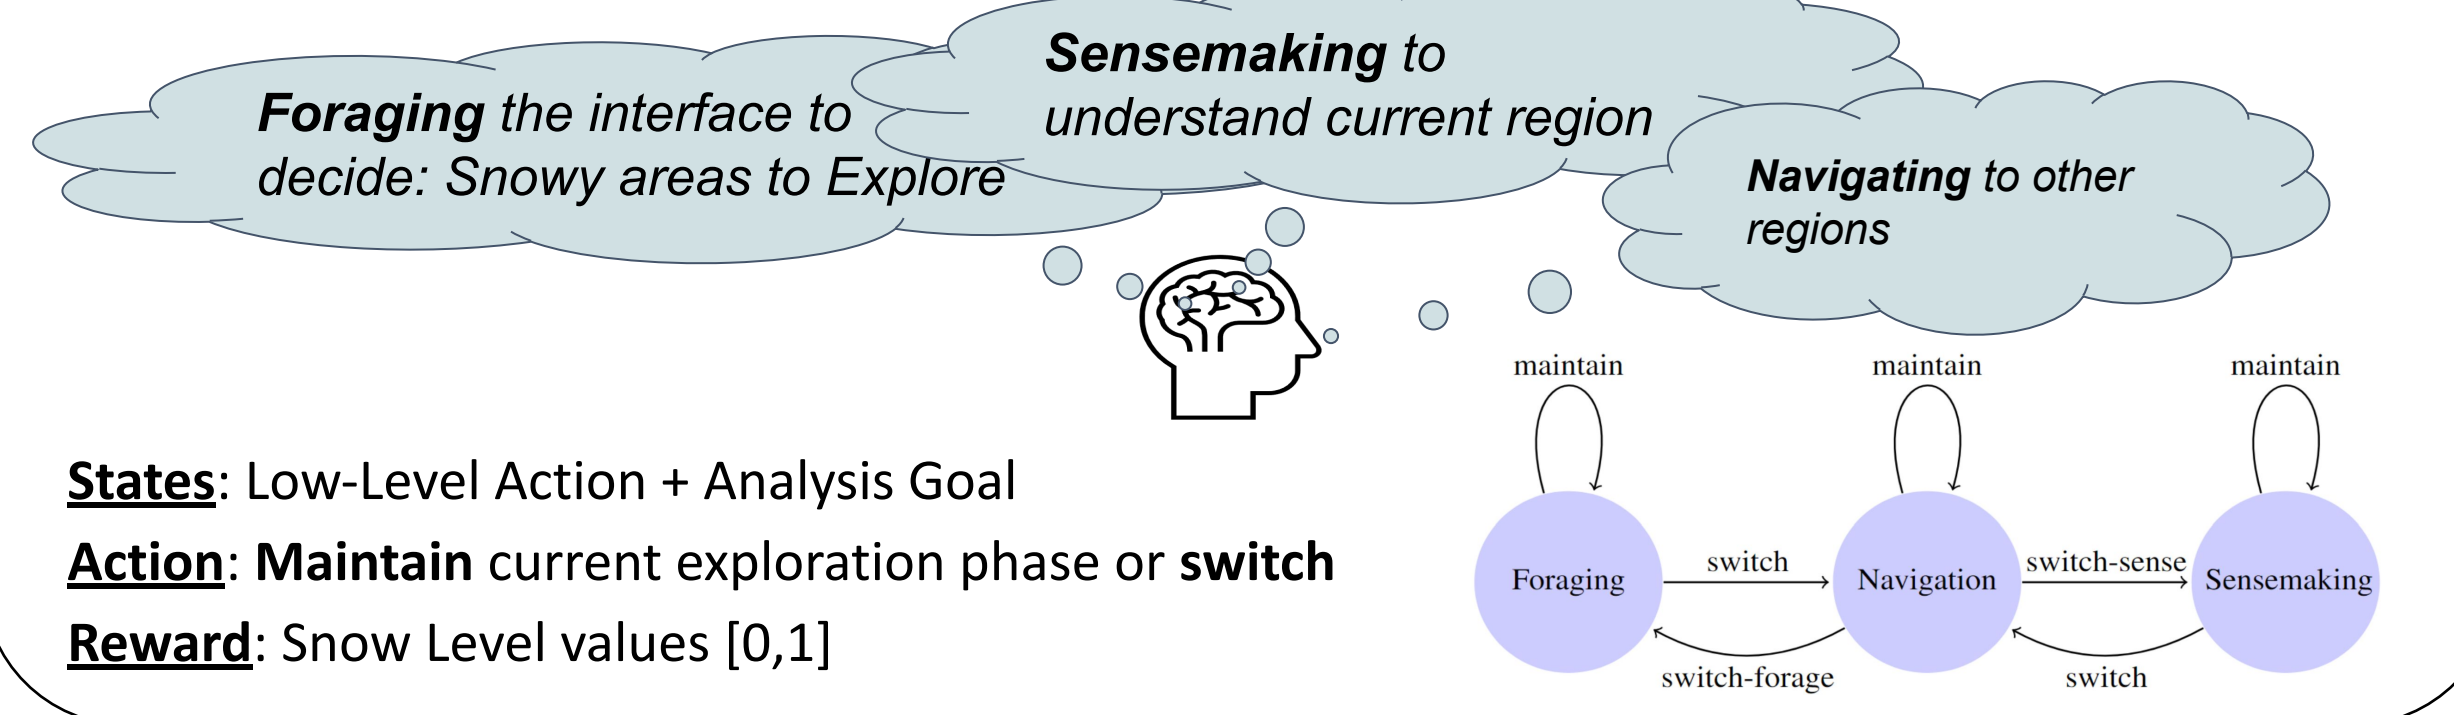 Foraging the interface to
decide: Snowy areas to Explore
Sensemaking to
understand current region
Navigating to other
regions
States: Low-Level Action + Analysis Goal
Action: Maintain current exploration phase or switch
Reward: Snow Level values [0,1]
maintain
maintain
maintain
Foraging
switch
Navigation
switch-sense
Sensemaking
switch-forage
switch